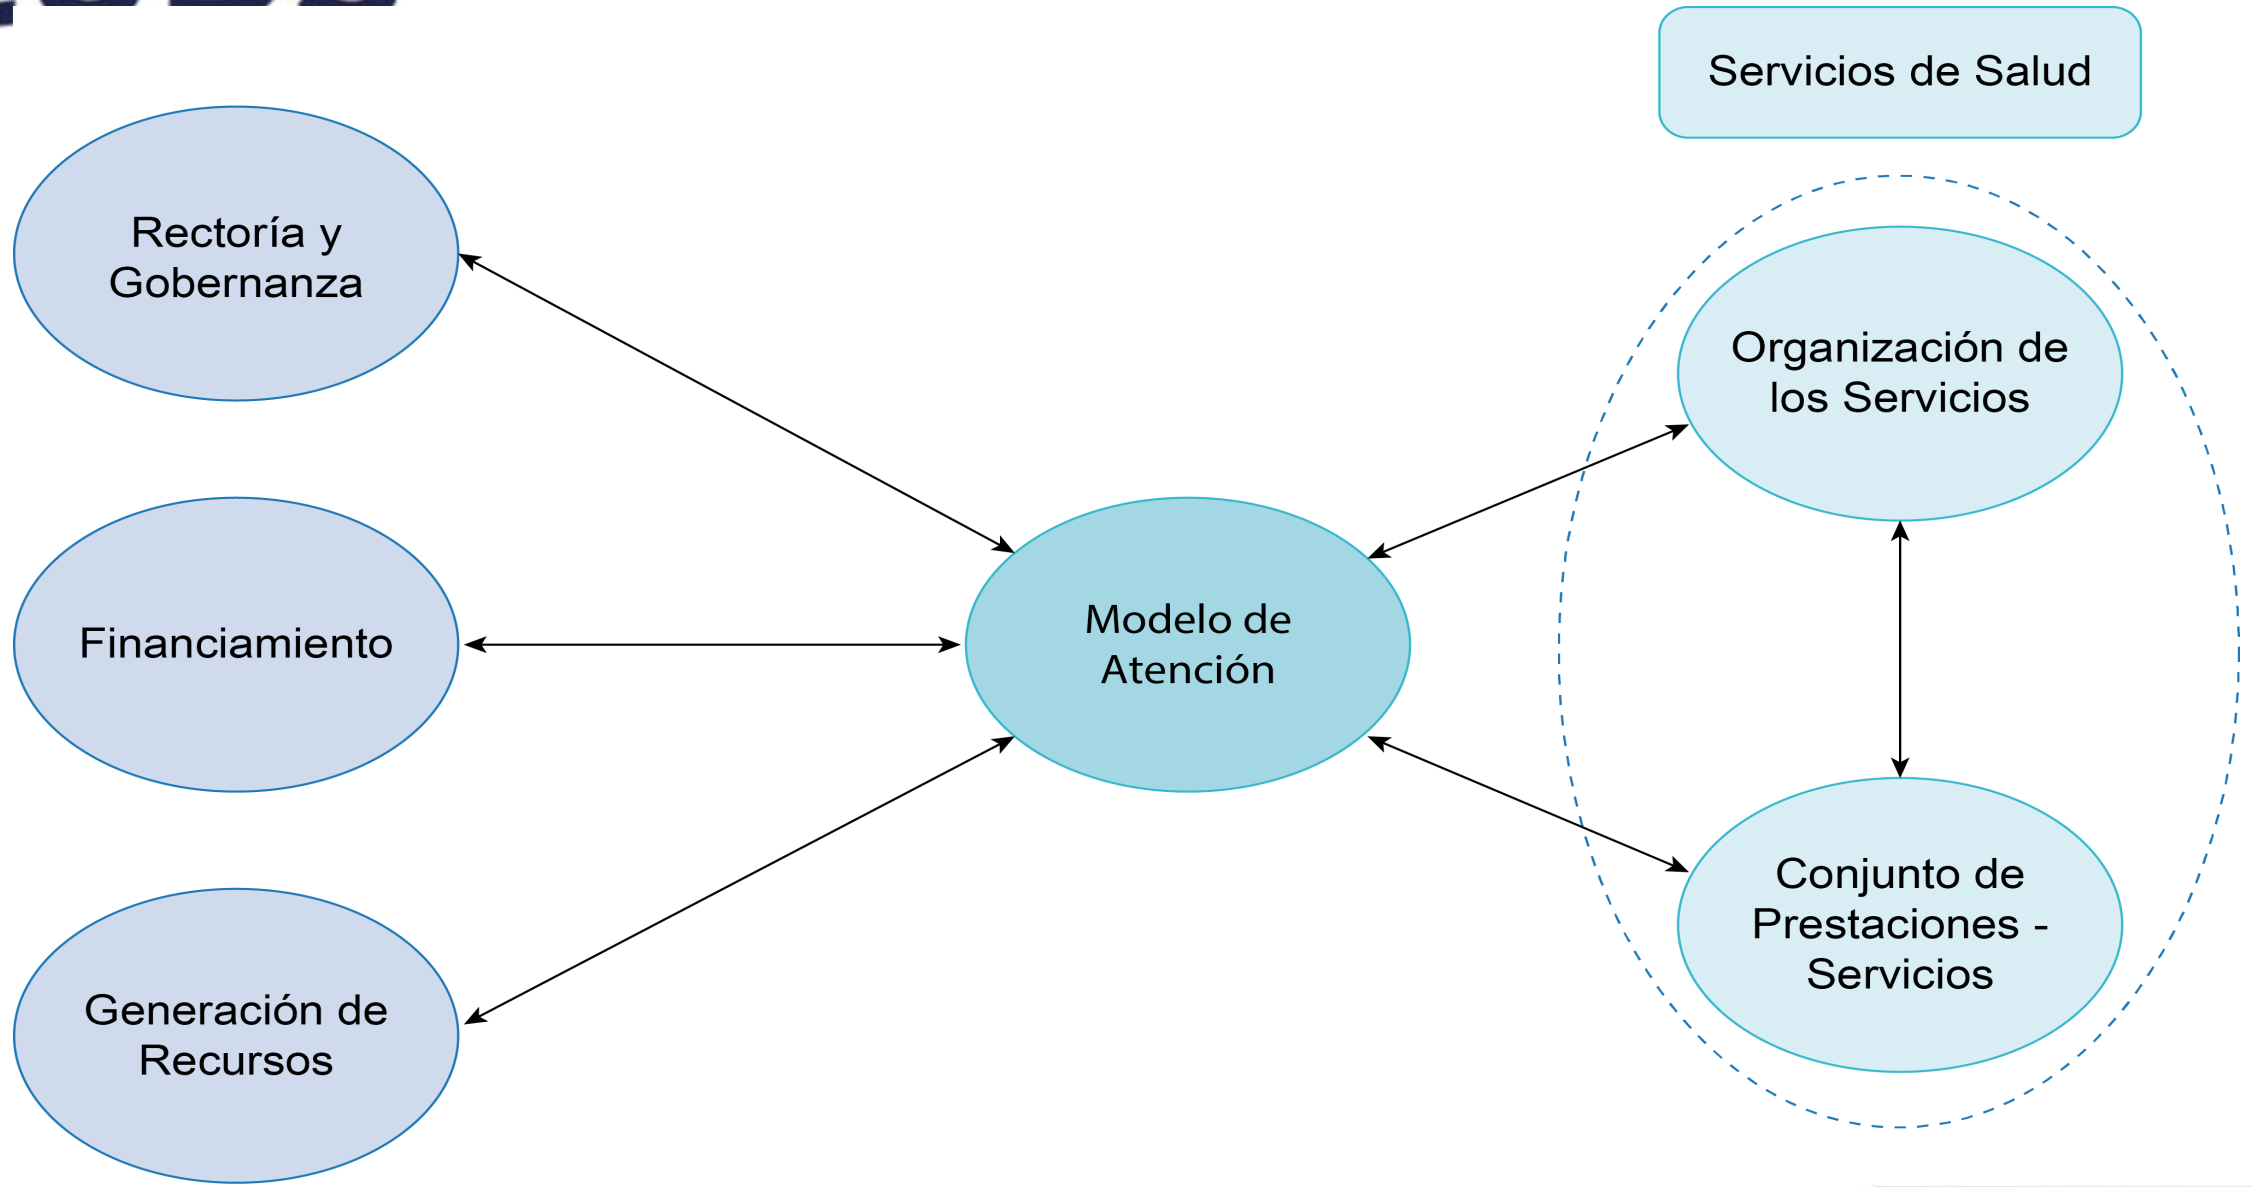 Servicios de Salud
Rectoría y
Gobernanza
Organización de
los Servicios
Financiamiento
Modelo de
Atención
Conjunto de
Prestaciones -
Servicios
Generación de
Recursos